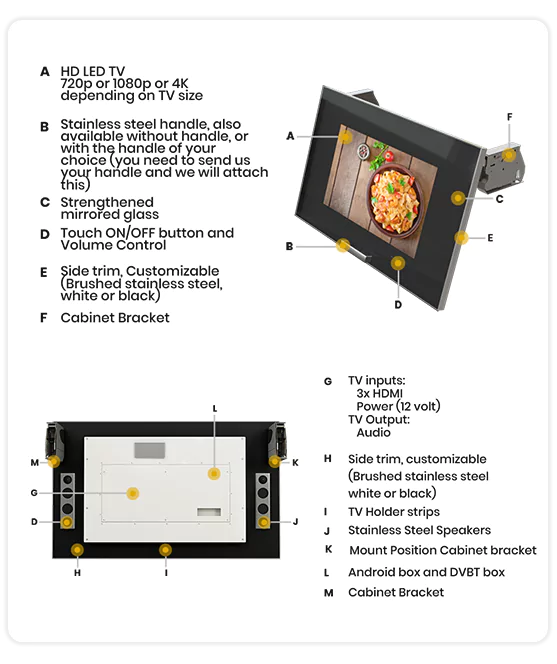 A HD LED TV
720p or 1080p or 4K
depending on TV size
B Stainless steel handle, also
available without handle, or
with the handle of your
choice (you need to send us
your handle and we will attach
this)
C Strengthened
mirrored glass
D Touch ON/OFF button and
Volume Control
E Side trim, Customizable
(Brushed stainless steel,
white or black)
F Cabinet Bracket
A
B
C
D
E
F
G TV inputs:
3x HDMI
Power (12 volt)
TV Output:
Audio
H Side trim, customizable
(Brushed stainless steel
white or black)
I TV Holder strips
J Stainless Steel Speakers
K Mount Position Cabinet bracket
L Android box and DVBT box
M Cabinet Bracket
L
M
K
G
D
J
H
I